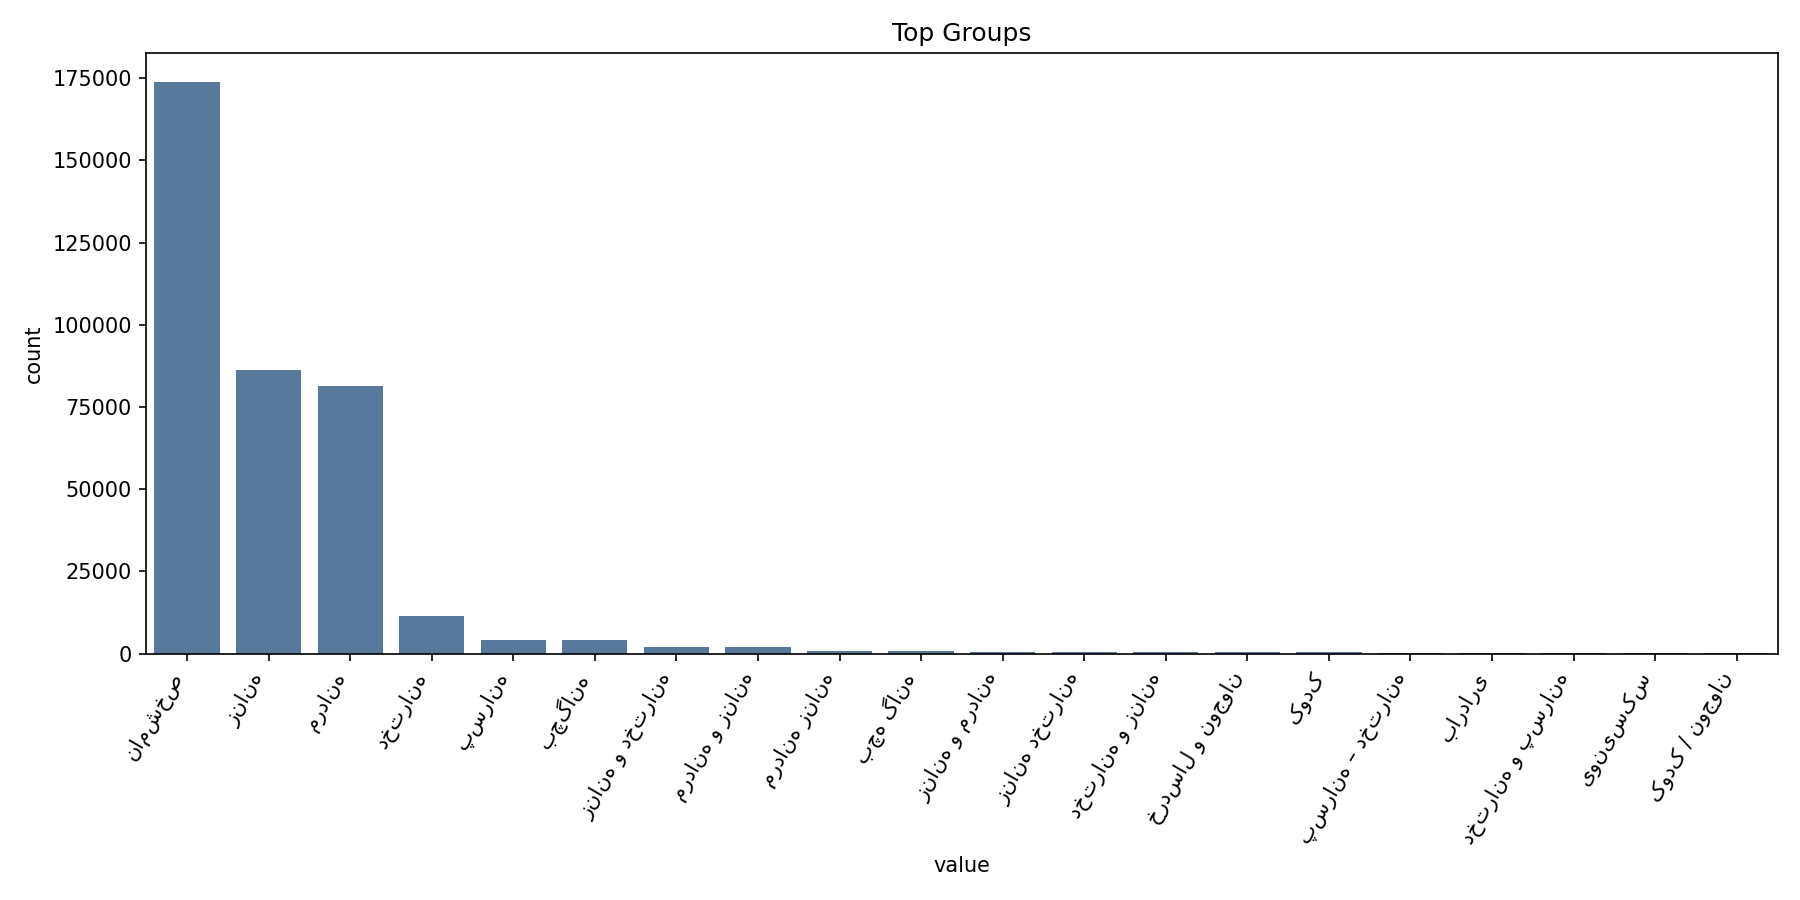 Top Groups
count
175000
150000
125000
100000
75000
50000
25000
0
نامشخص
زنانه
مردانه
دخترانه
پسرانه
بچگانه
زنانه و دخترانه
مردانه و زنانه
مردانه زنانه
بچه گانه
زنانه و مردانه
زنانه دخترانه
دخترانه و زنانه
خردسال و نوجوان
کودک
پسرانه – دخترانه
بارداری
دخترانه و پسرانه
یونیسکس
کودک / نوجوان
value